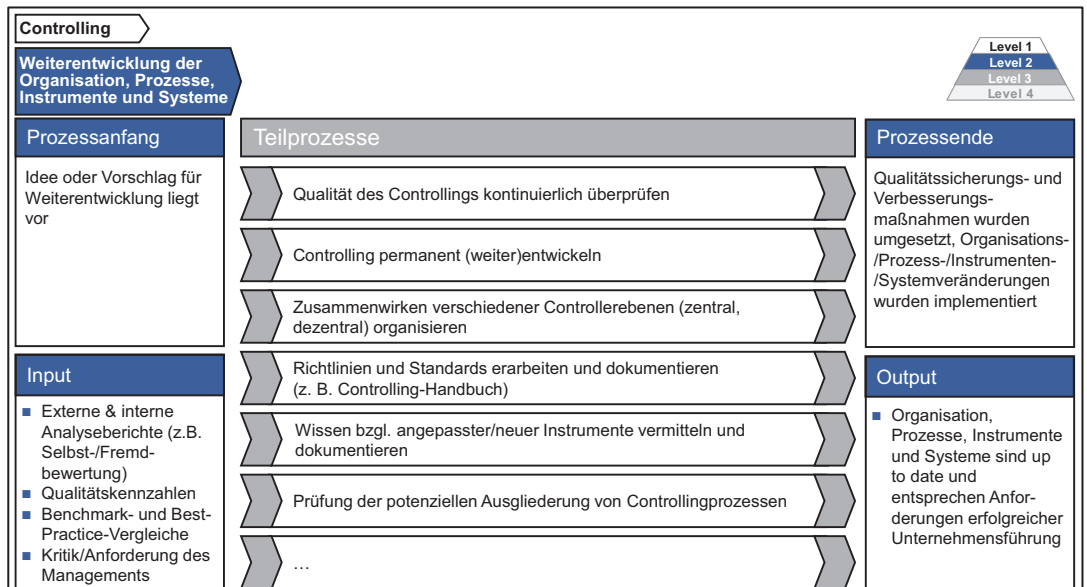 Controlling
Weiterentwicklung der
Organisation, Prozesse,
Instrumente und Systeme
Level 1
Level 2
Level 3
Level 4
Prozessanfang
Idee oder Vorschlag für
Weiterentwicklung liegt
vor
Input
■ Externe & interne
Analyseberichte (z.B.
Selbst-/Fremd-
bewertung)
■ Qualitätskennzahlen
■ Benchmark- und Best-
Practice-Vergleiche
■ Kritik/Anforderung des
Managements
Teilprozesse
Qualität des Controllings kontinuierlich überprüfen
Controlling permanent (weiter)entwickeln
Zusammenwirken verschiedener Controllerebenen (zentral,
dezentral) organisieren
Richtlinien und Standards erarbeiten und dokumentieren
(z. B. Controlling-Handbuch)
Wissen bzgl. angepasster/neuer Instrumente vermitteln und
dokumentieren
Prüfung der potenziellen Ausgliederung von Controllingprozessen
…
Prozessende
Qualitätssicherungs- und
Verbesserungs-
maßnahmen wurden
umgesetzt, Organisations-
/Prozess-/Instrumenten-
/Systemveränderungen
wurden implementiert
Output
■ Organisation,
Prozesse, Instrumente
und Systeme sind up
to date und
entsprechen Anfor-
derungen erfolgreicher
Unternehmensführung